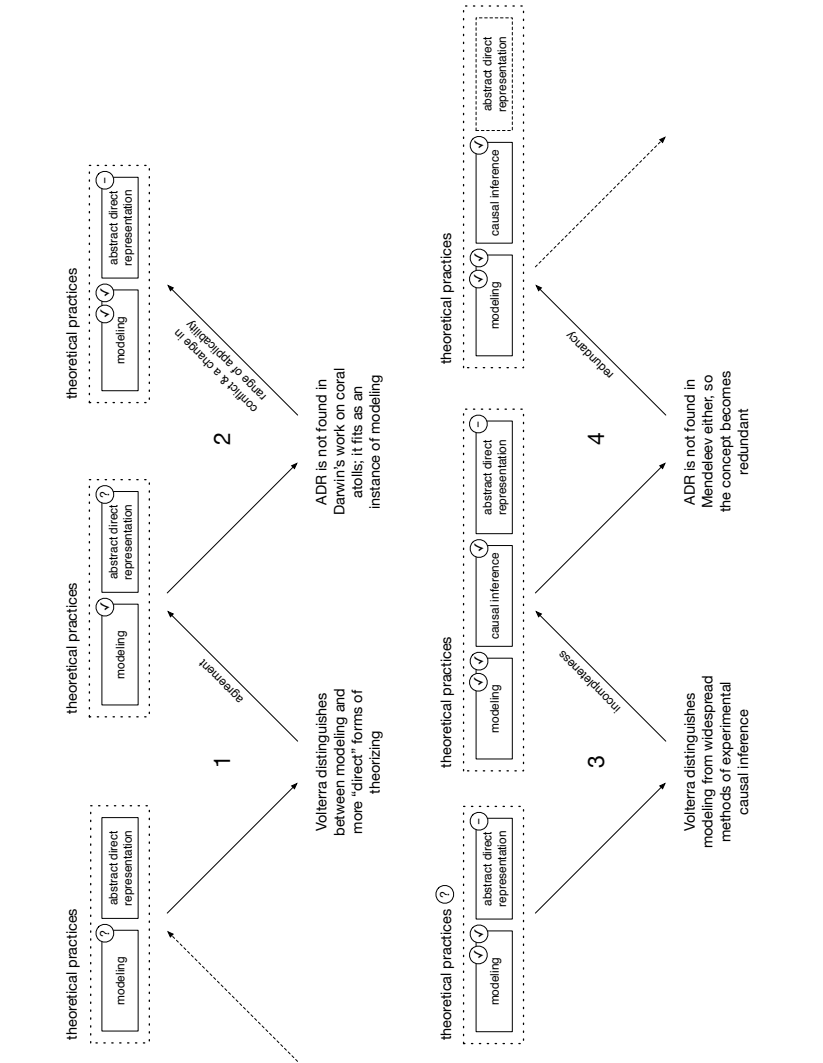 theoretical practices
?
modeling
abstract direct
representation
1
Volterra distinguishes
between modeling and
more “direct” forms of
theorizing
agreement
theoretical practices
✓
modeling
?
abstract direct
representation
2
ADR is not found in
Darwin's work on coral
atolls; it fits as an
instance of modeling
conflict & a change in
range of applicability
theoretical practices
✓✓
modeling
–
abstract direct
representation
theoretical practices ?
✓✓
modeling
–
abstract direct
representation
3
Volterra distinguishes
modeling from widespread
methods of experimental
causal inference
incompleteness
theoretical practices
✓✓
modeling
✓
causal inference
–
abstract direct
representation
4
ADR is not found in
Mendeleev either, so
the concept becomes
redundant
redundancy
theoretical practices
✓✓
modeling
✓
causal inference
abstract direct
representation